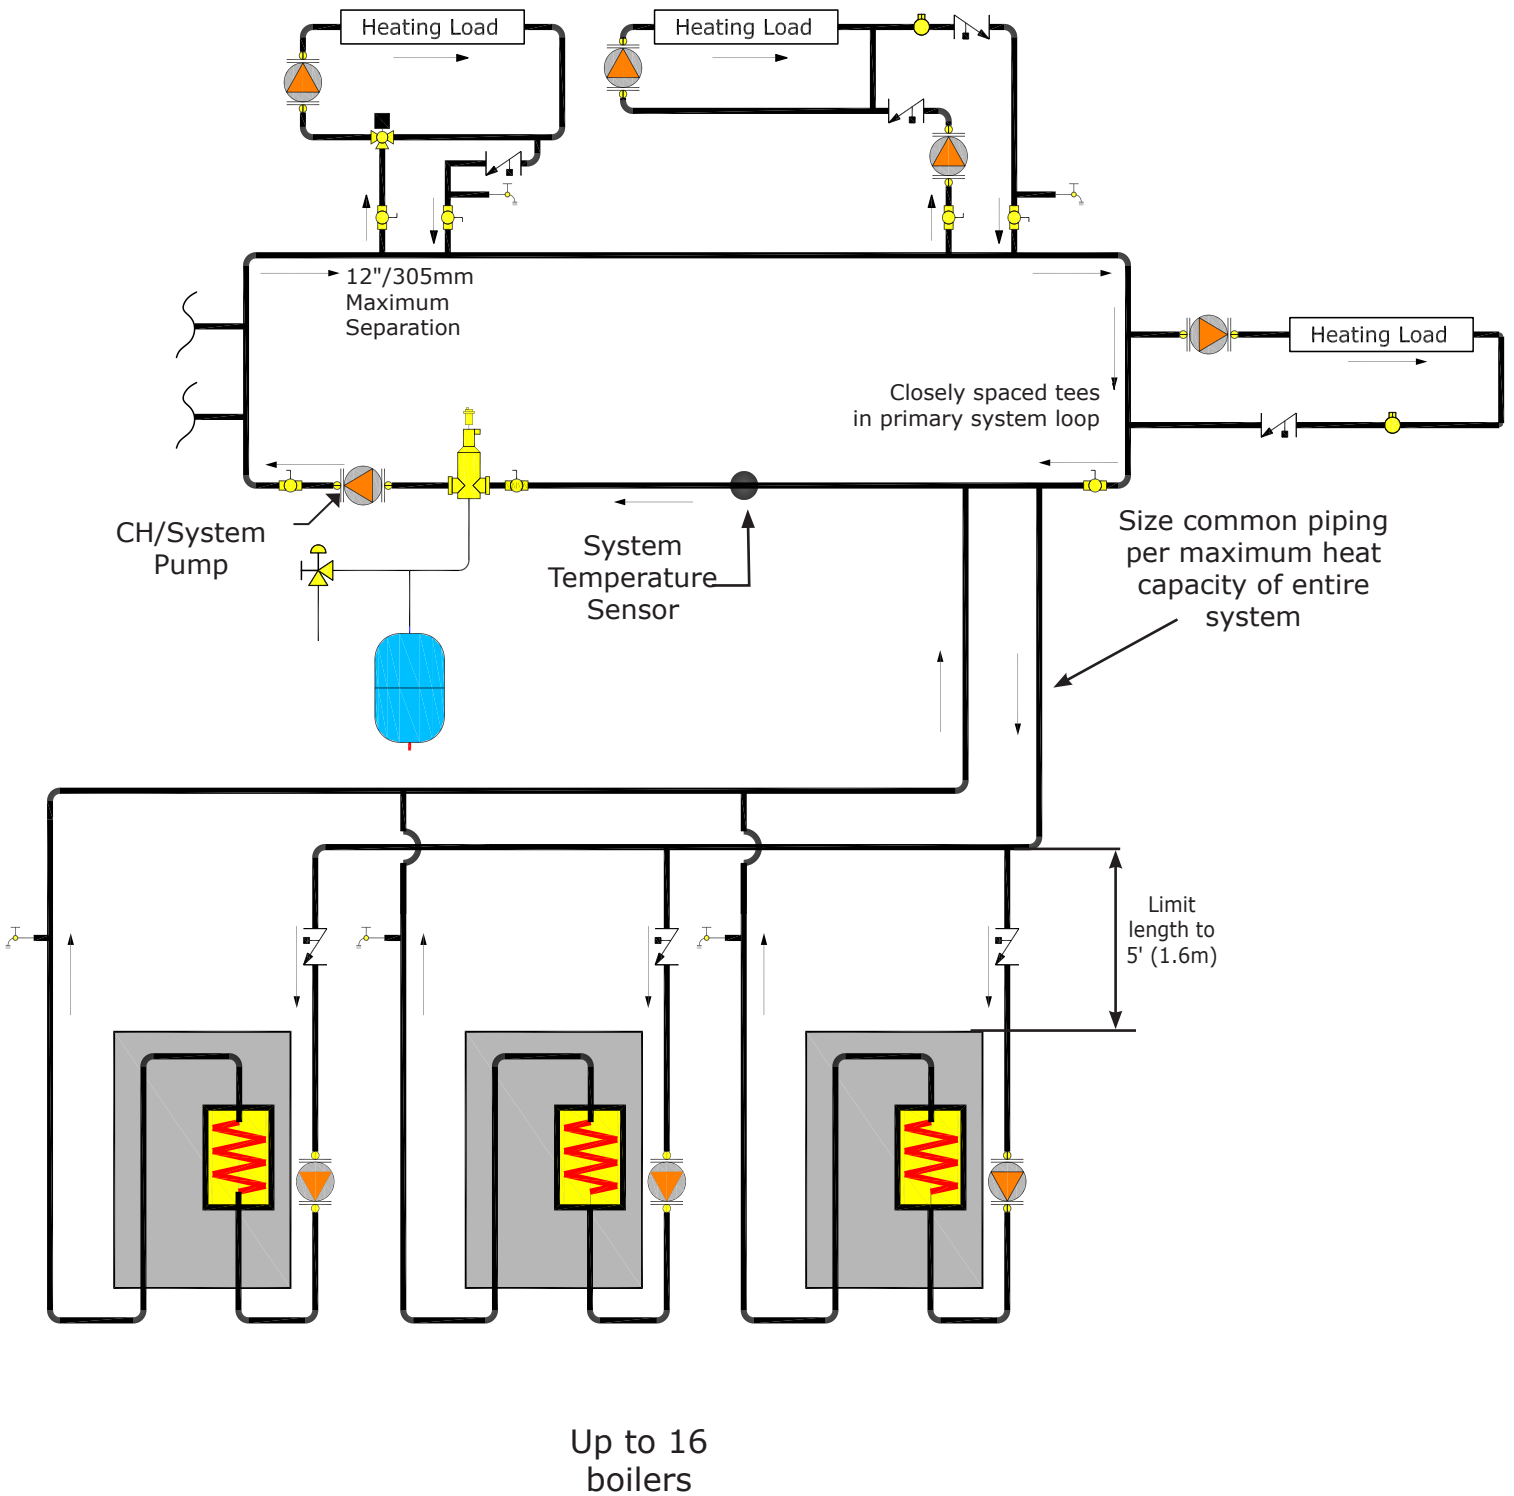 Heating Load
Heating Load
12"/305mm
Maximum
Separation
Heating Load
Closely spaced tees
in primary system loop
CH/System
Pump
System
Temperature
Sensor
Size common piping
per maximum heat
capacity of entire
system
Limit
length to
5' (1.6m)
Up to 16
boilers